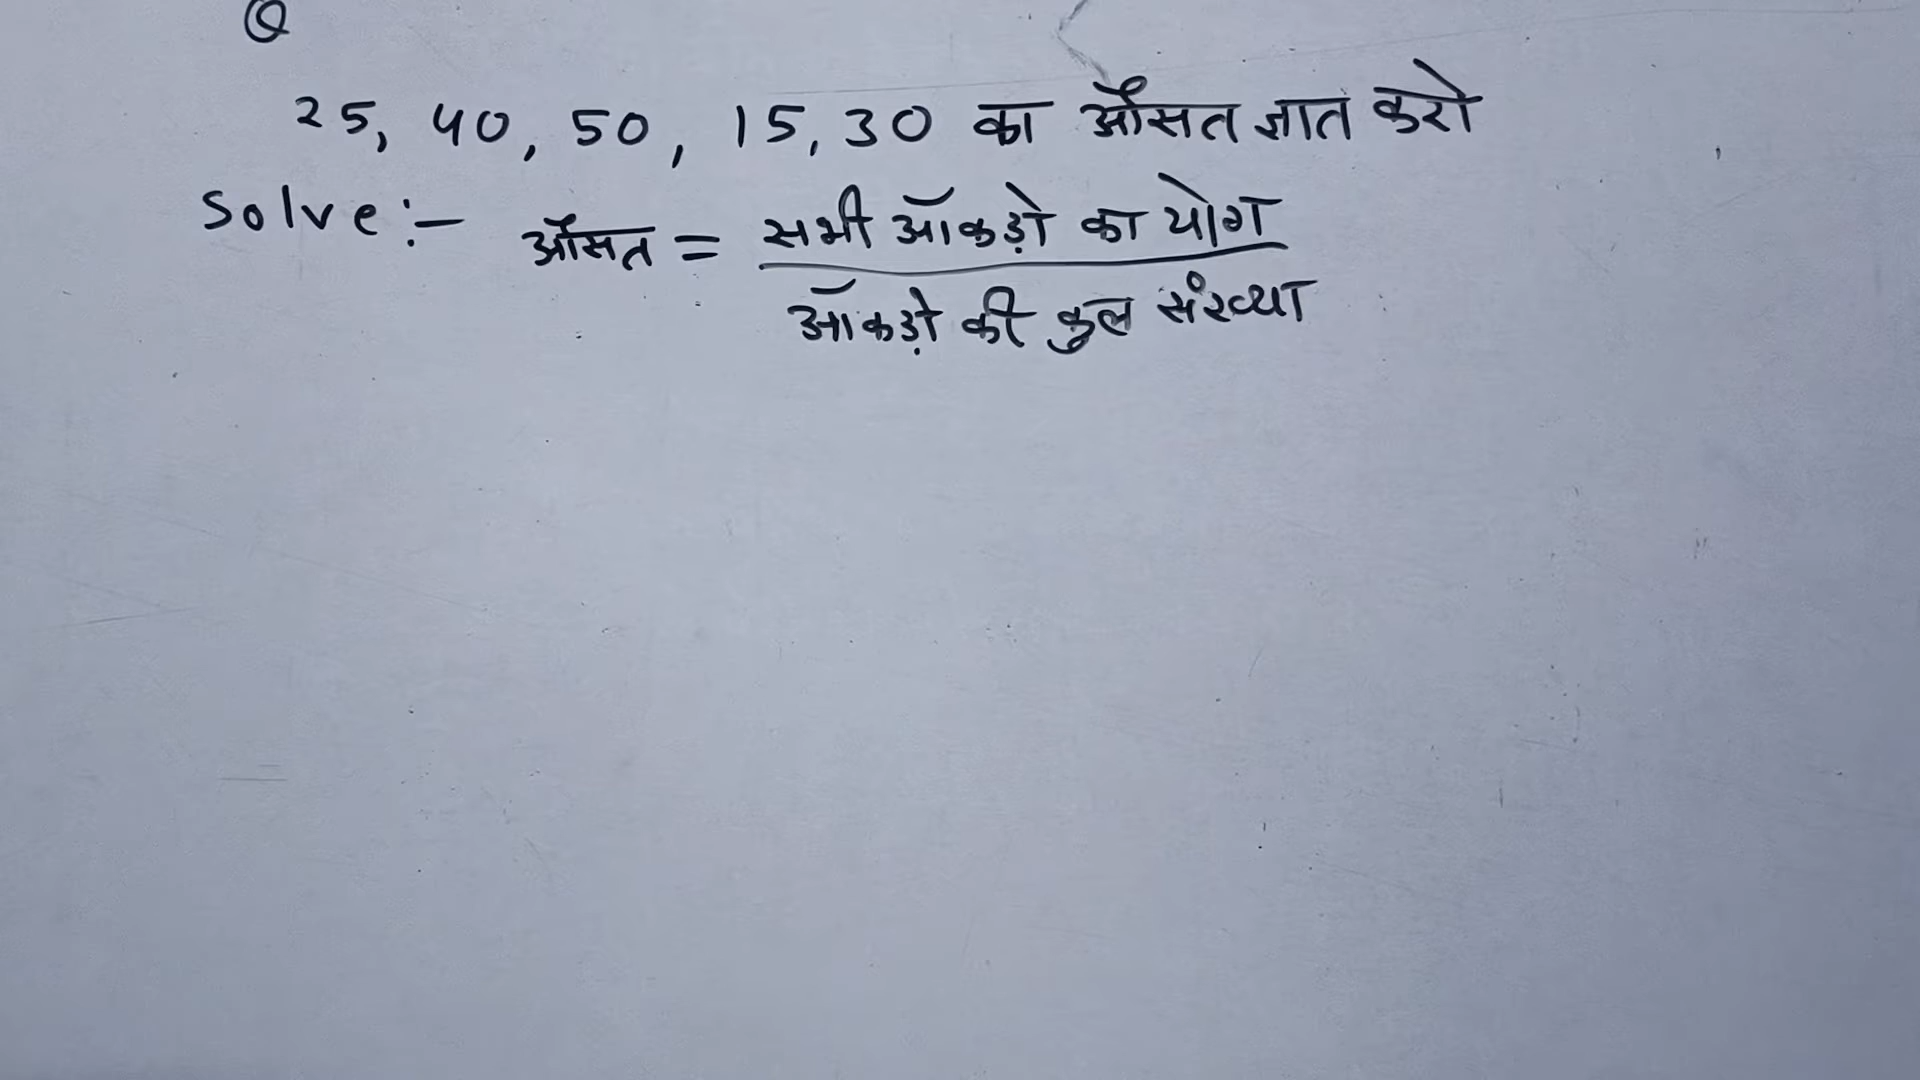 Q
25, 40, 50, 15, 30 का औसत ज्ञात करो
Solve :- औसत = सभी आँकड़ो का योग
आँकड़ो की कुल संख्या